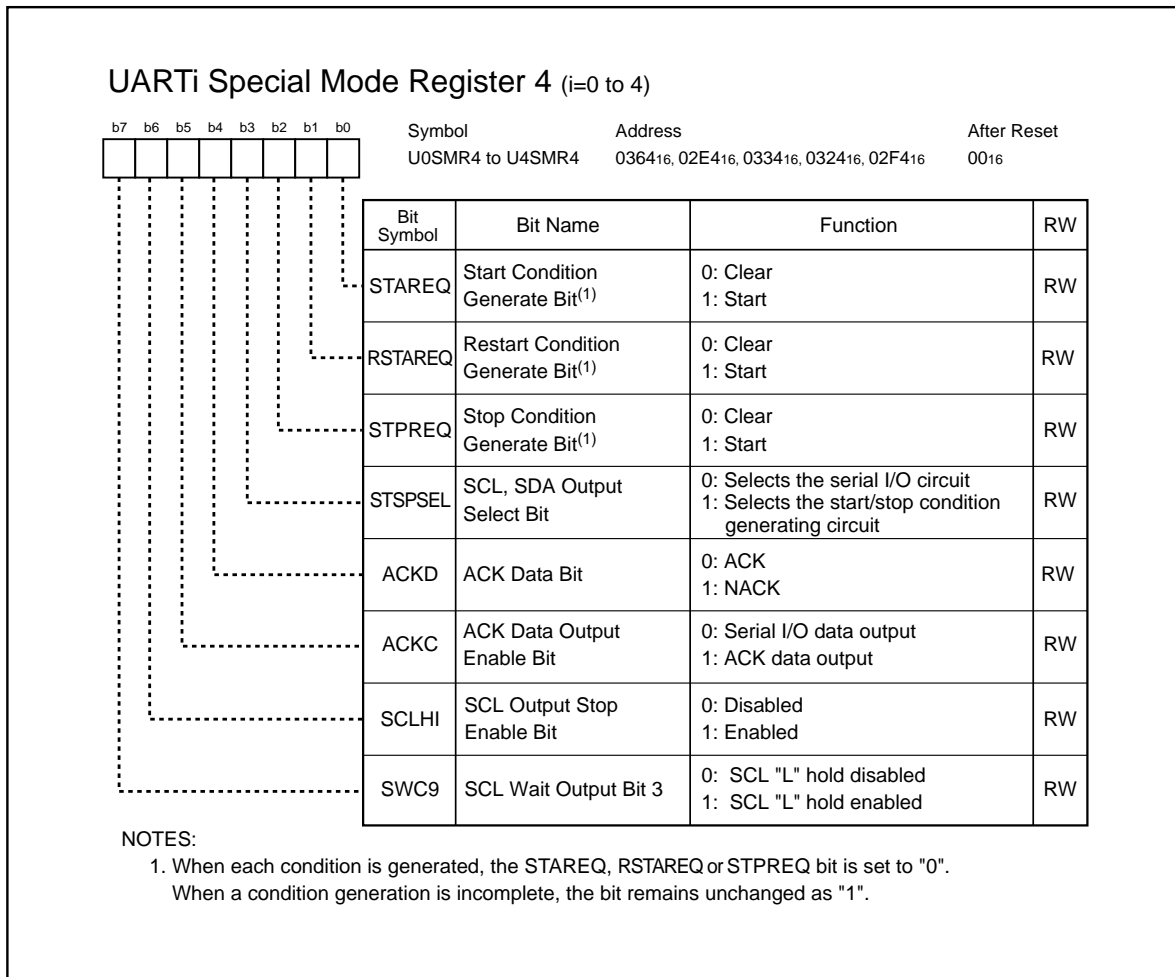 UARTi Special Mode Register 4 (i=0 to 4)
b7 b6 b5 b4 b3 b2 b1 b0
Symbol Address After Reset
U0SMR4 to U4SMR4 036416, 02E416, 033416, 032416, 02F416 0016
Bit Symbol Bit Name Function RW
STAREQ Start Condition Generate Bit(1) 0: Clear 1: Start RW
RSTAREQ Restart Condition Generate Bit(1) 0: Clear 1: Start RW
STPREQ Stop Condition Generate Bit(1) 0: Clear 1: Start RW
STSPSEL SCL, SDA Output Select Bit 0: Selects the serial I/O circuit 1: Selects the start/stop condition generating circuit RW
ACKD ACK Data Bit 0: ACK 1: NACK RW
ACKC ACK Data Output Enable Bit 0: Serial I/O data output 1: ACK data output RW
SCLHI SCL Output Stop Enable Bit 0: Disabled 1: Enabled RW
SWC9 SCL Wait Output Bit 3 0: SCL "L" hold disabled 1: SCL "L" hold enabled RW
NOTES:
1. When each condition is generated, the STAREQ, RSTAREQ or STPREQ bit is set to "0".
When a condition generation is incomplete, the bit remains unchanged as "1".